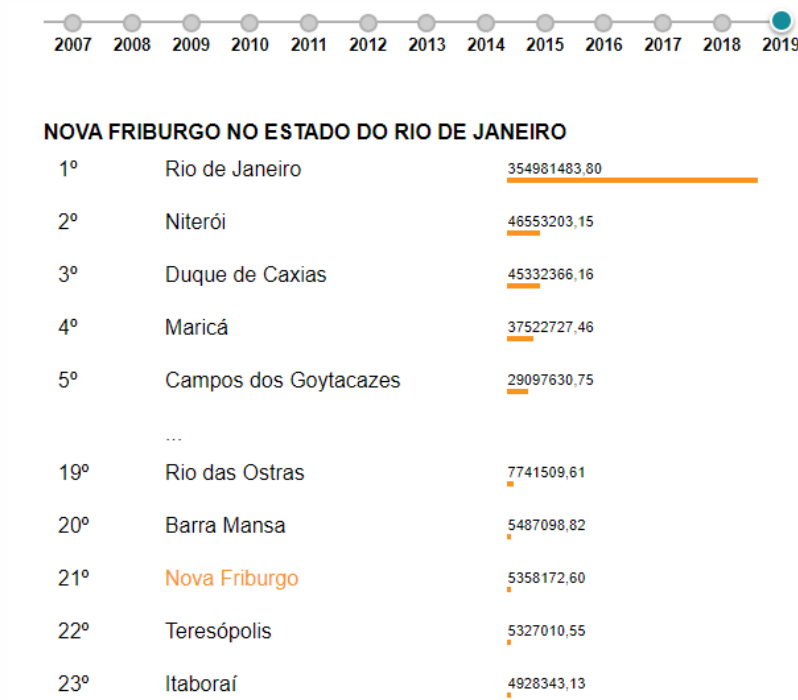 2007 2008 2009 2010 2011 2012 2013 2014 2015 2016 2017 2018 2019
NOVA FRIBURGO NO ESTADO DO RIO DE JANEIRO
1º Rio de Janeiro 354981483,80
2º Niterói 46553203,15
3º Duque de Caxias 45332366,16
4º Maricá 37522727,46
5º Campos dos Goytacazes 29097630,75
...
19º Rio das Ostras 7741509,61
20º Barra Mansa 5487098,82
21º Nova Friburgo 5358172,60
22º Teresópolis 5327010,55
23º Itaboraí 4928343,13